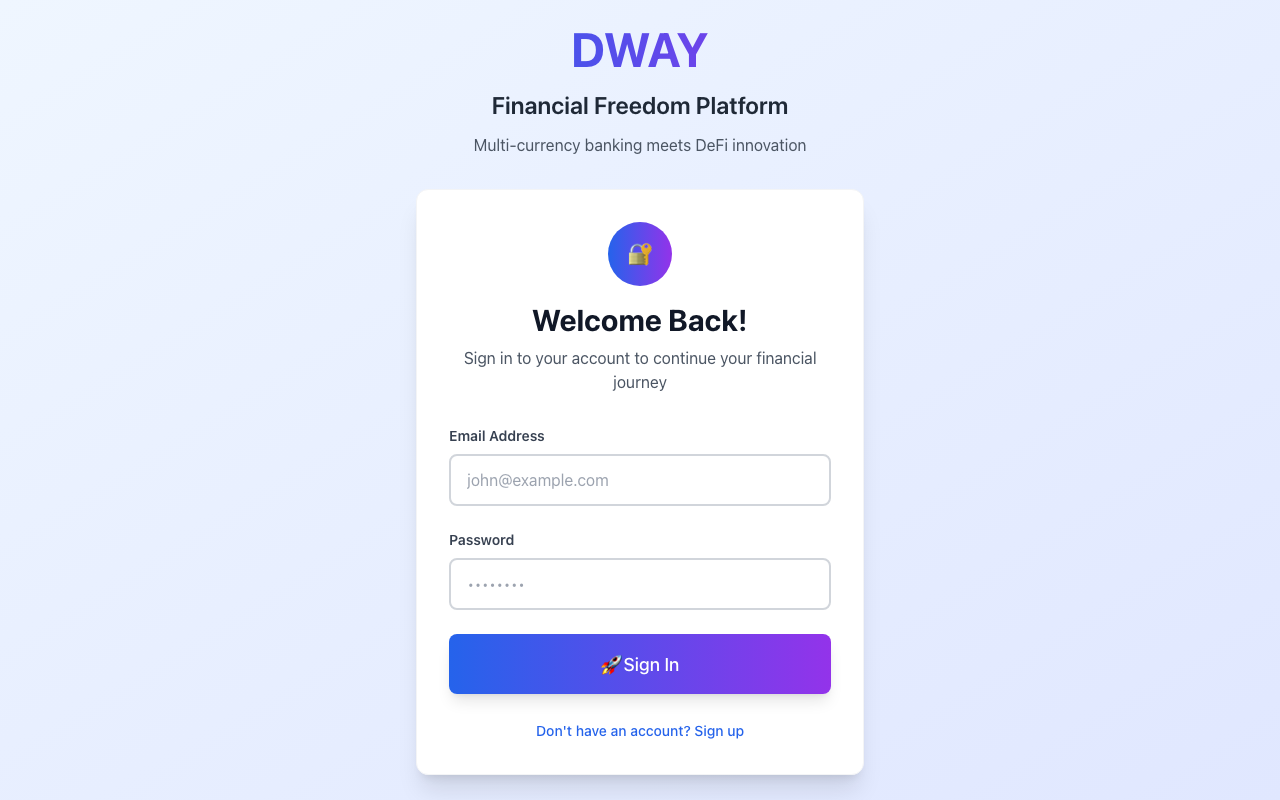 DWAY
Financial Freedom Platform
Multi-currency banking meets DeFi innovation
Welcome Back!
Sign in to your account to continue your financial
journey
Email Address
john@example.com
Password
••••••••
🚀Sign In
Don't have an account? Sign up